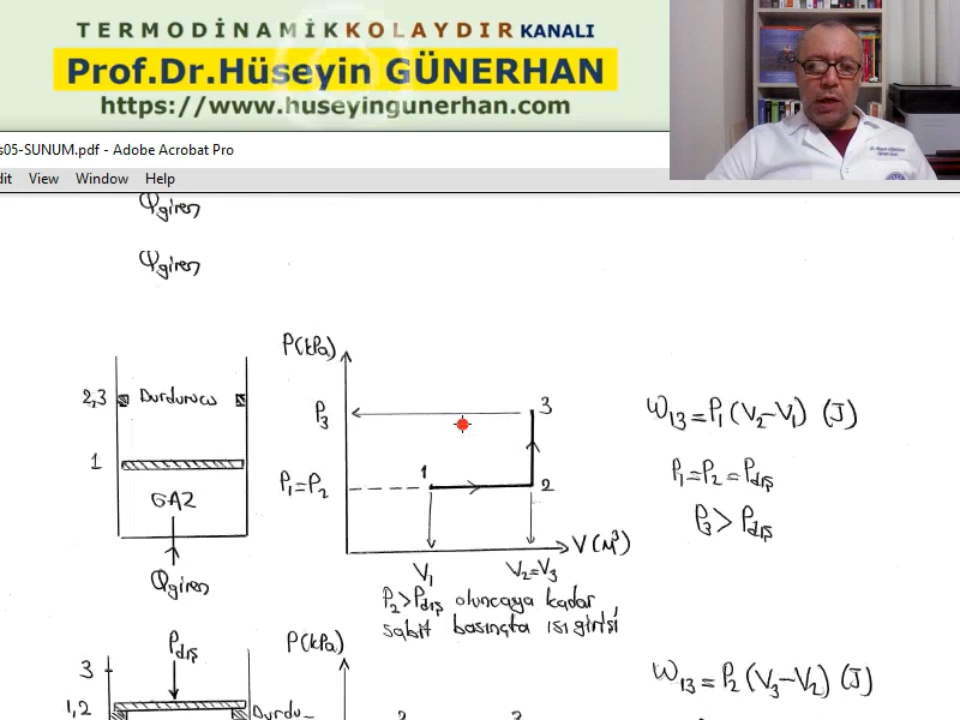 TERMODİNAMİKKOLAYDIR KANALI
Prof.Dr.Hüseyin GÜNERHAN
https://www.huseyingunerhan.com
s05-SUNUM.pdf - Adobe Acrobat Pro
dit View Window Help
Qgiren
Qgiren
P(kPa)
2,3 Durdurucu
P3
3
W13=P1(V2-V1) (J)
1
1
P1=P2
2
P1=P2=Pdış
GAZ
P3>Pdış
V(m³)
Qgiren
V1
V2=V3
P2>Pdış oluncaya kadar,
sabit basınçta ısı girişi
Pdış
P(kPa)
3
W13=P2(V3-V2) (J)
1,2
Durdu-
2
3